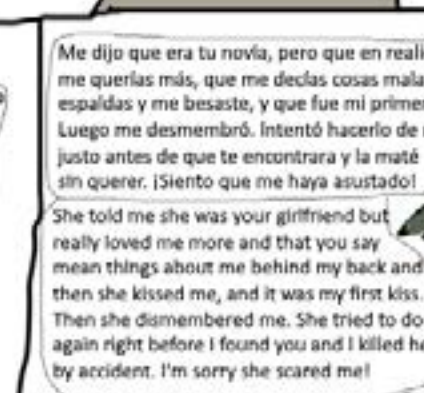 Me dijo que era tu novia, pero que en reali
me querías más, que me decías cosas mala
espaldas y me besaste, y que fue mi primer
Luego me desmembró. Intentó hacerlo de
justo antes de que te encontrara y la maté
sin querer. ¡Siento que me haya asustado!
She told me she was your girlfriend but
really loved me more and that you say
mean things about me behind my back and
then she kissed me, and it was my first kiss.
Then she dismembered me. She tried to do
again right before I found you and I killed he
by accident. I'm sorry she scared me!